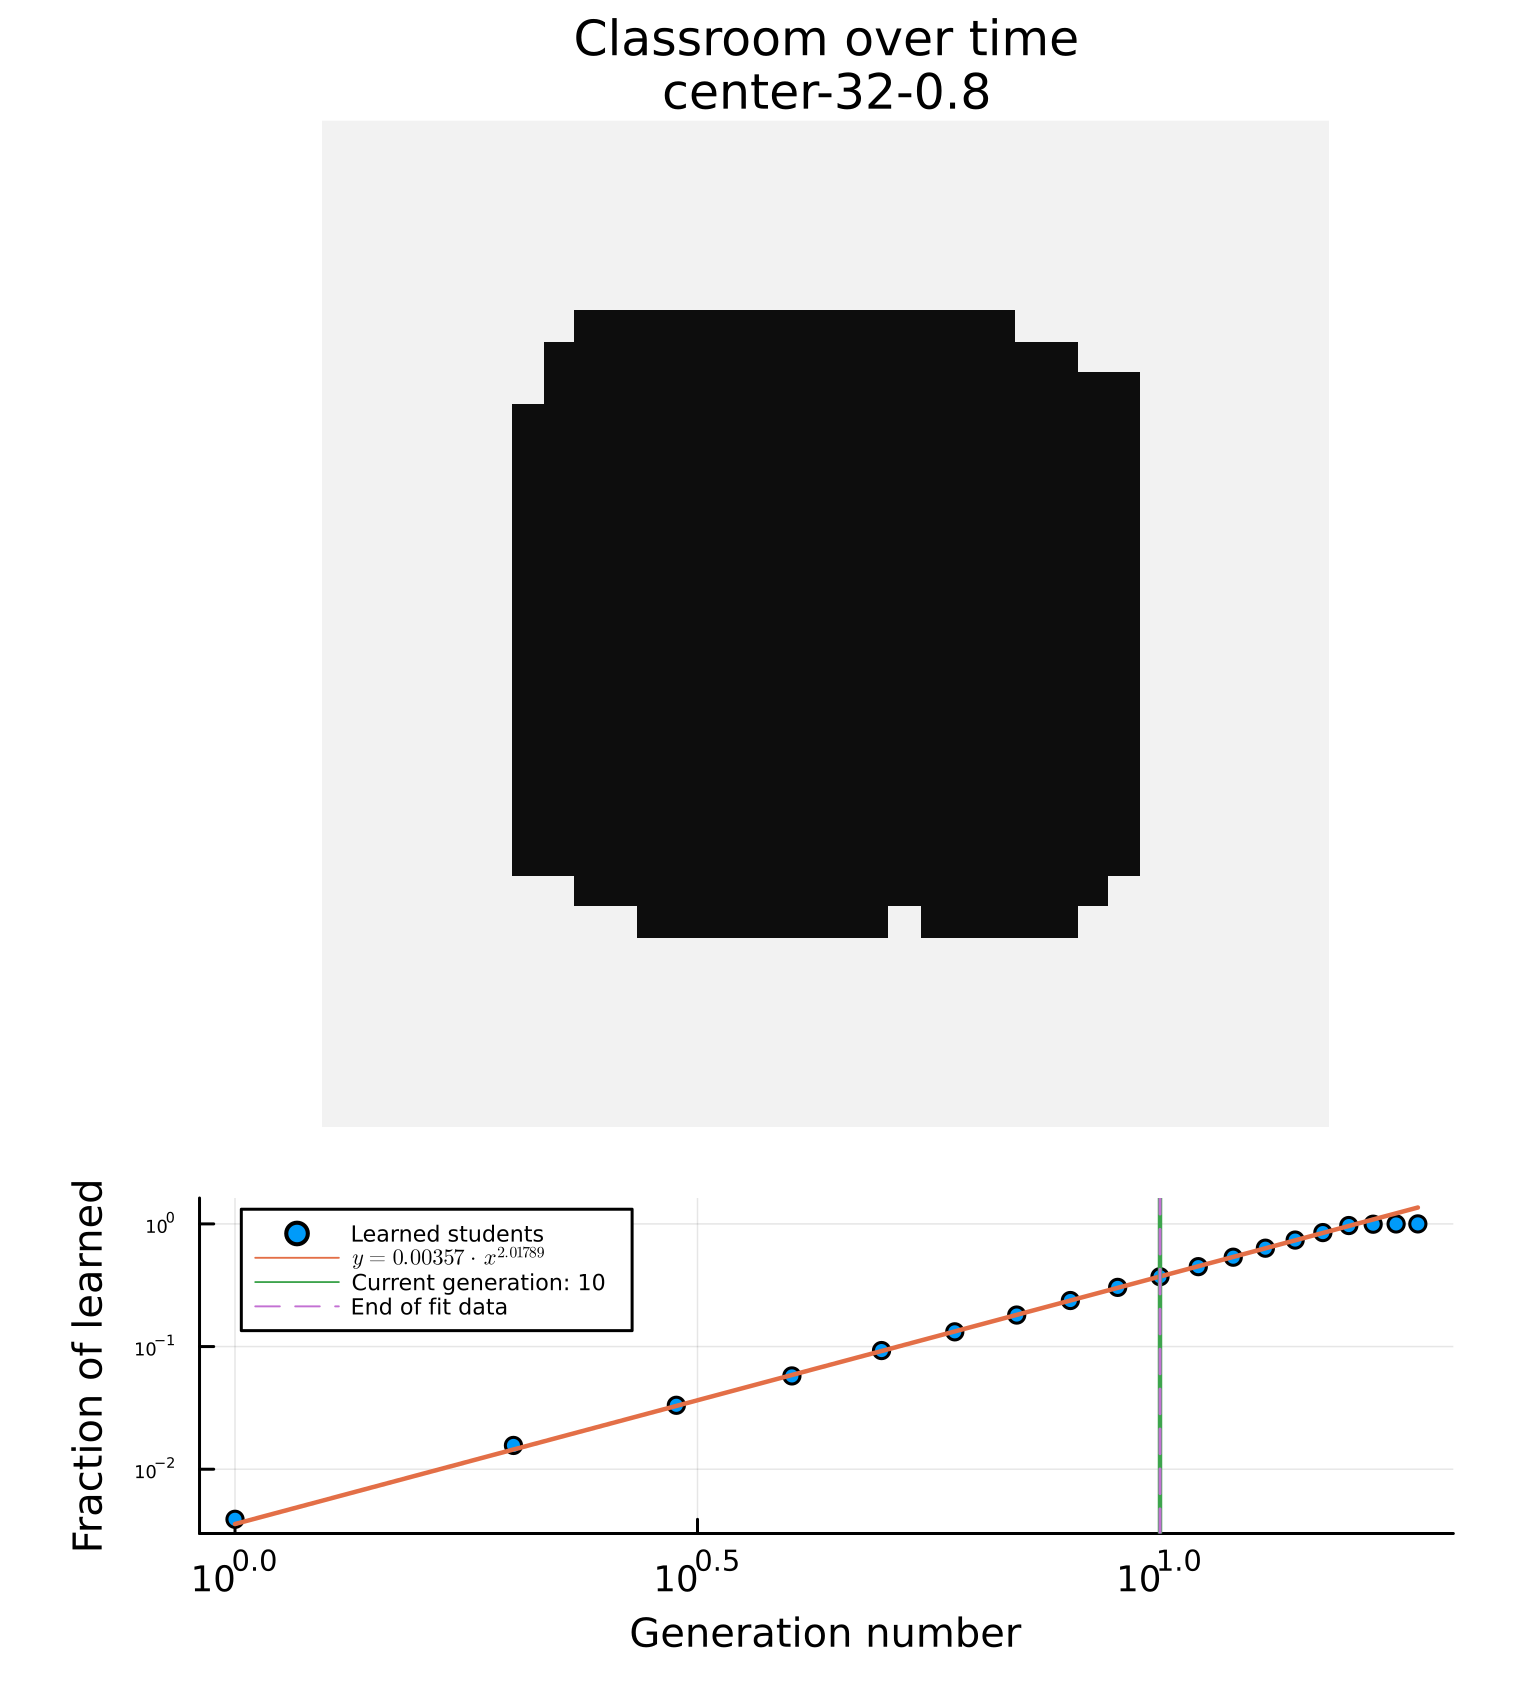 Classroom over time
center-32-0.8
Fraction of learned
10⁰
10⁻¹
10⁻²
Learned students
y = 0.00357 · x^2.01789
Current generation: 10
End of fit data
10^0.0 10^0.5 10^1.0
Generation number